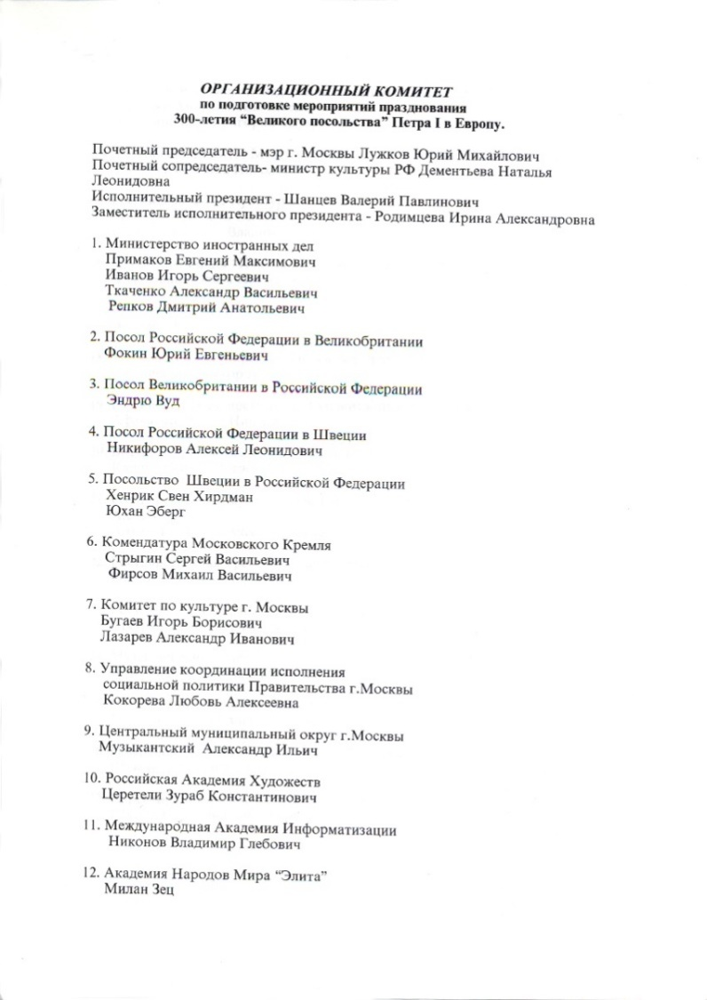 ОРГАНИЗАЦИОННЫЙ КОМИТЕТ
по подготовке мероприятий празднования
300-летия “Великого посольства” Петра I в Европу.
Почетный председатель - мэр г. Москвы Лужков Юрий Михайлович
Почетный сопредседатель- министр культуры РФ Дементьева Наталья
Леонидовна
Исполнительный президент - Шанцев Валерий Павлинович
Заместитель исполнительного президента - Родимцева Ирина Александровна
1. Министерство иностранных дел
Примаков Евгений Максимович
Иванов Игорь Сергеевич
Ткаченко Александр Васильевич
Репков Дмитрий Анатольевич
2. Посол Российской Федерации в Великобритании
Фокин Юрий Евгеньевич
3. Посол Великобритании в Российской Федерации
Эндрю Вуд
4. Посол Российской Федерации в Швеции
Никифоров Алексей Леонидович
5. Посольство Швеции в Российской Федерации
Хенрик Свен Хирдман
Юхан Эберг
6. Комендатура Московского Кремля
Стрыгин Сергей Васильевич
Фирсов Михаил Васильевич
7. Комитет по культуре г. Москвы
Бугаев Игорь Борисович
Лазарев Александр Иванович
8. Управление координации исполнения
социальной политики Правительства г.Москвы
Кокорева Любовь Алексеевна
9. Центральный муниципальный округ г.Москвы
Музыкантский Александр Ильич
10. Российская Академия Художеств
Церетели Зураб Константинович
11. Международная Академия Информатизации
Никонов Владимир Глебович
12. Академия Народов Мира “Элита”
Милан Зец